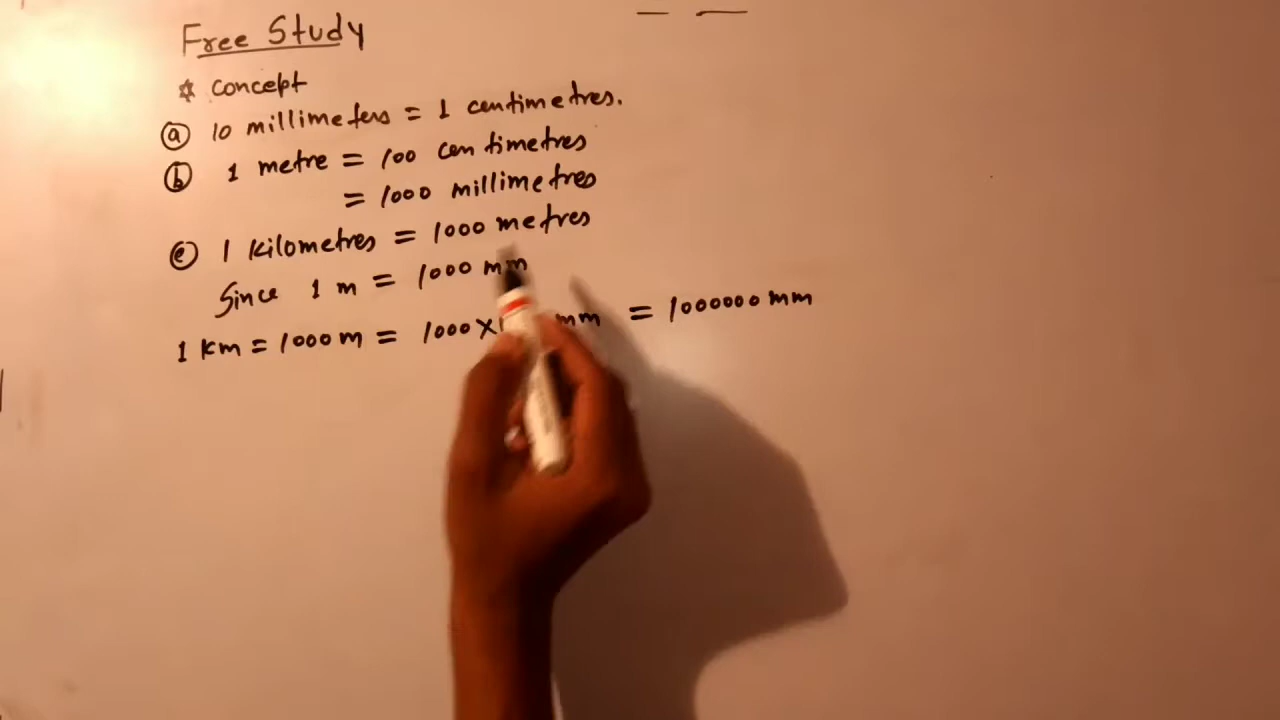 Free Study
* Concept
(a) 10 millimeters = 1 centimetres.
(b) 1 metre = 100 centimetres
= 1000 millimetres
(c) 1 kilometres = 1000 metres
Since 1 m = 1000 mm
1 km = 1000 m = 1000 × mm = 1000000 mm